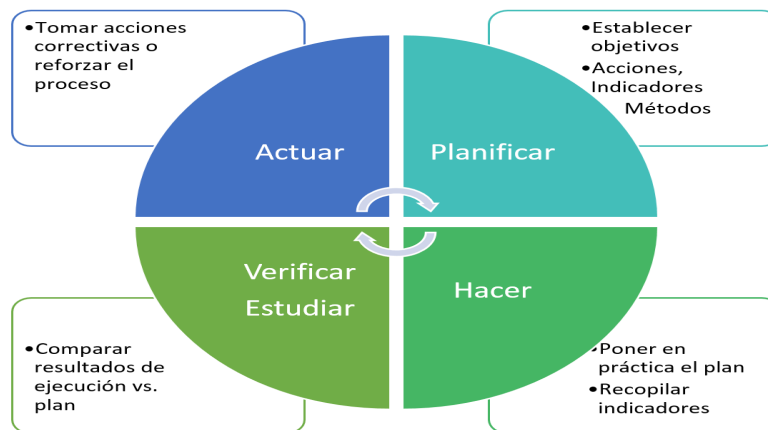 •Tomar acciones
correctivas o
reforzar el
proceso
•Establecer
objetivos
•Acciones,
Indicadores
Métodos
Actuar
Planificar
Verificar
Estudiar
Hacer
•Comparar
resultados de
ejecución vs.
plan
•Poner en
práctica el plan
•Recopilar
indicadores